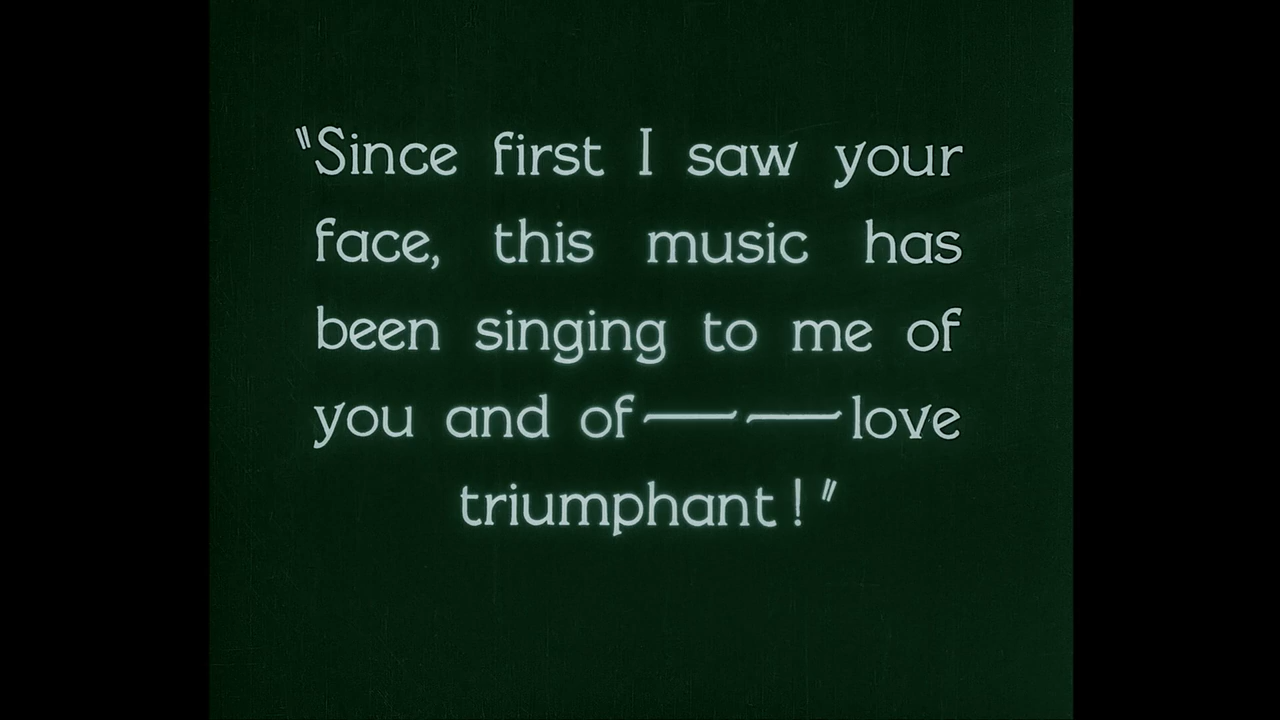 "Since first I saw your
face, this music has
been singing to me of
you and of — — love
triumphant!"